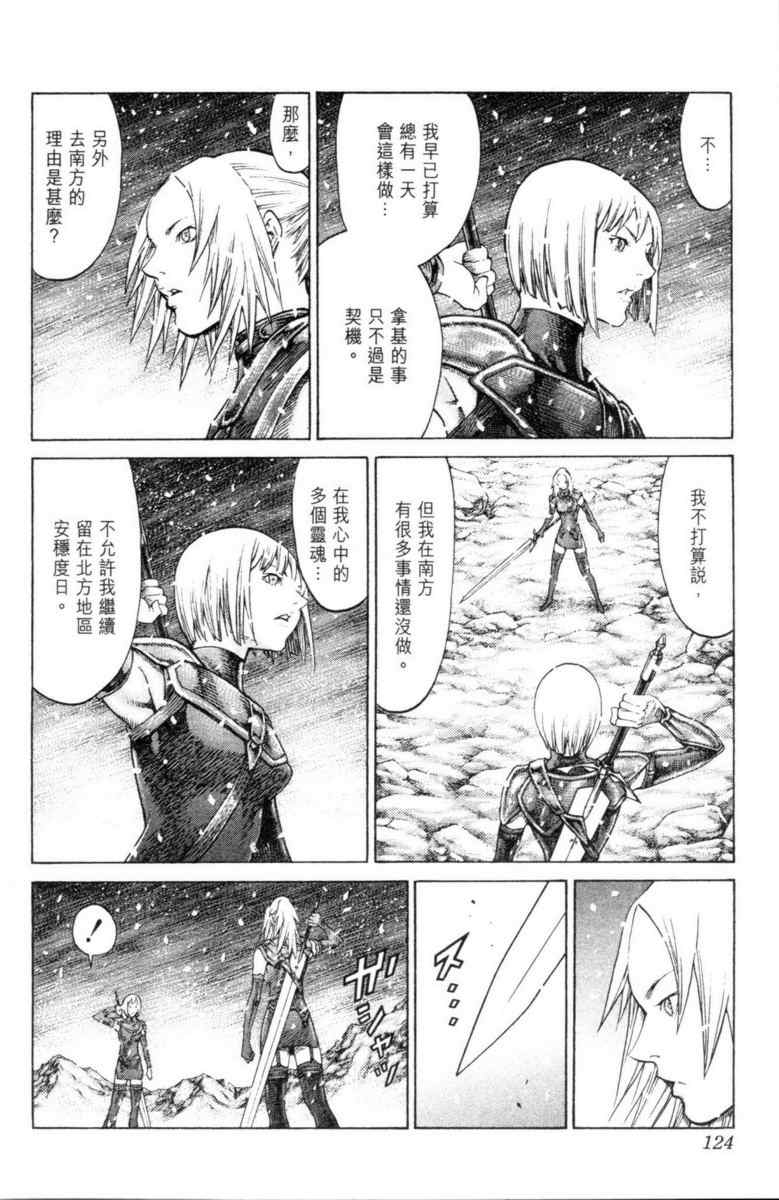 不…
我早已打算
總有一天
會這樣做…
拿基的事
只不過是
契機。
那麼，
另外
去南方的
理由是甚麼？
我不打算説，
但我在南方
有很多事情還沒做。
在我心中的
多個靈魂…
不允許我繼續
留在北方地區
安穩度日。
ス…
ガシャッ
！
124